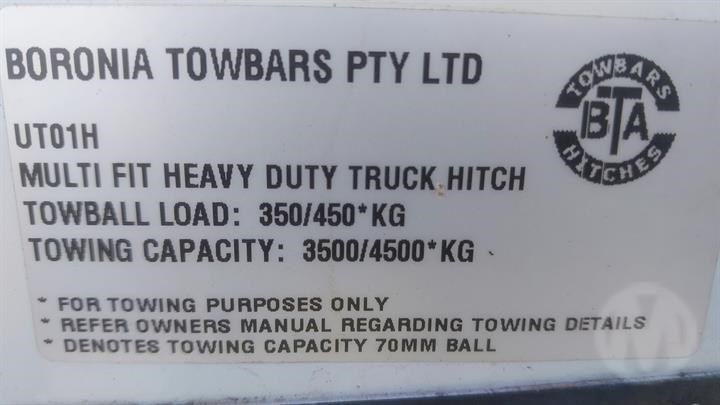 BORONIA TOWBARS PTY LTD
TOWBARS
BTA
HITCHES
UT01H
MULTI FIT HEAVY DUTY TRUCK HITCH
TOWBALL LOAD: 350/450*KG
TOWING CAPACITY: 3500/4500*KG
* FOR TOWING PURPOSES ONLY
* REFER OWNERS MANUAL REGARDING TOWING DETAILS
* DENOTES TOWING CAPACITY 70MM BALL